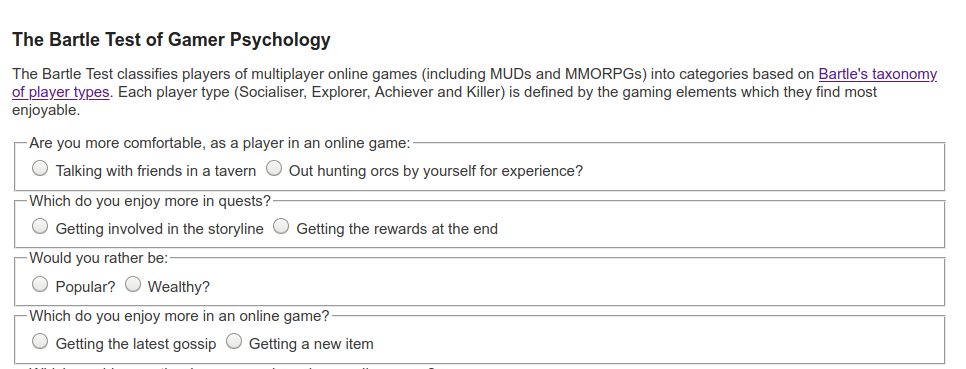 The Bartle Test of Gamer Psychology
The Bartle Test classifies players of multiplayer online games (including MUDs and MMORPGs) into categories based on Bartle's taxonomy
of player types. Each player type (Socialiser, Explorer, Achiever and Killer) is defined by the gaming elements which they find most
enjoyable.
Are you more comfortable, as a player in an online game:
Talking with friends in a tavern Out hunting orcs by yourself for experience?
Which do you enjoy more in quests?
Getting involved in the storyline Getting the rewards at the end
Would you rather be:
Popular? Wealthy?
Which do you enjoy more in an online game?
Getting the latest gossip Getting a new item